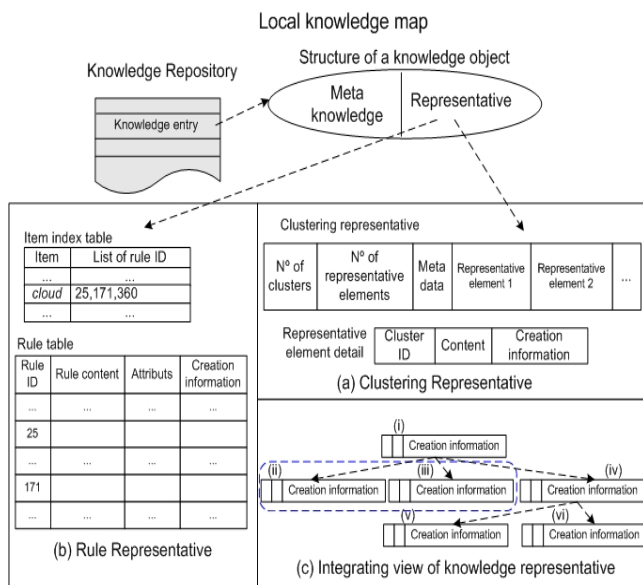 Local knowledge map
Structure of a knowledge object
Knowledge Repository
Meta knowledge
Representative
Knowledge entry
Item index table
Item List of rule ID
... ...
cloud 25,171,360
... ...
Rule table
Rule ID Rule content Attributs Creation information
... ... ... ...
25
... ... ... ...
171
... ... ... ...
(b) Rule Representative
Clustering representative
Nº of clusters Nº of representative elements Meta data Representative element 1 Representative element 2 ...
Representative element detail Cluster ID Content Creation information
(a) Clustering Representative
(i)
Creation information
(ii) (iii) (iv)
Creation information Creation information Creation information
(v) (vi)
Creation information Creation information
(c) Integrating view of knowledge representative